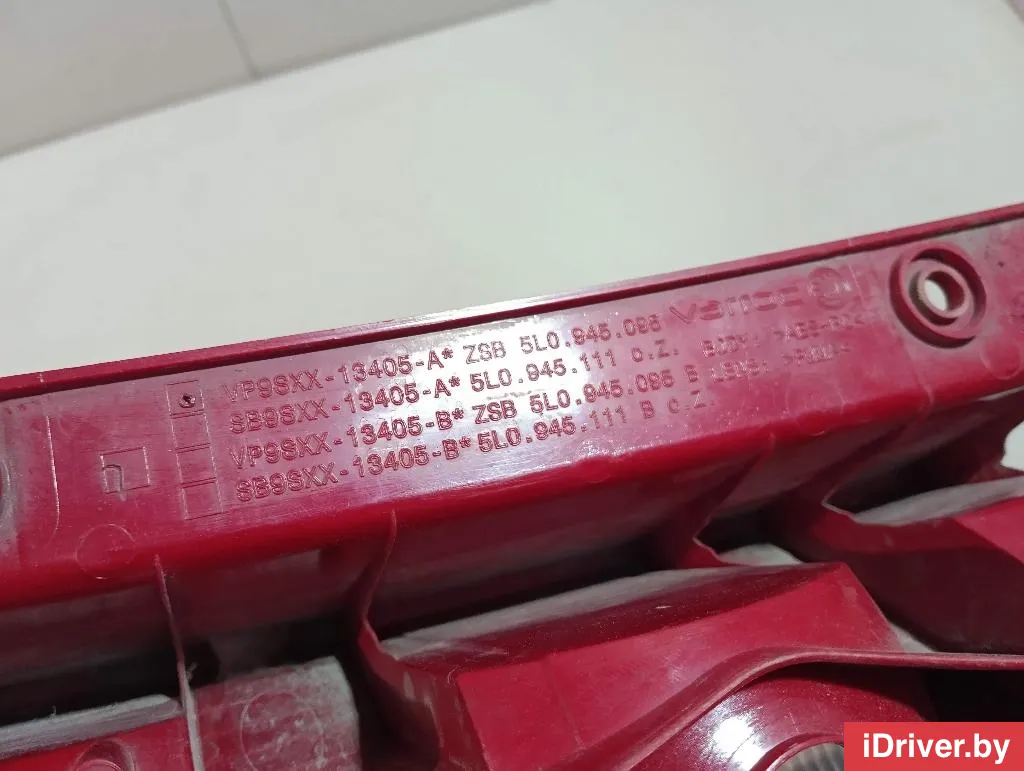 VP9SXX-13405-A* ZSB 5L0.945.096
SB9SXX-13405-A* 5L0.945.111 o.Z.
VP9SXX-13405-B* ZSB 5L0.945.096 B
SB9SXX-13405-B* 5L0.945.111 B o.Z.
iDriver.by